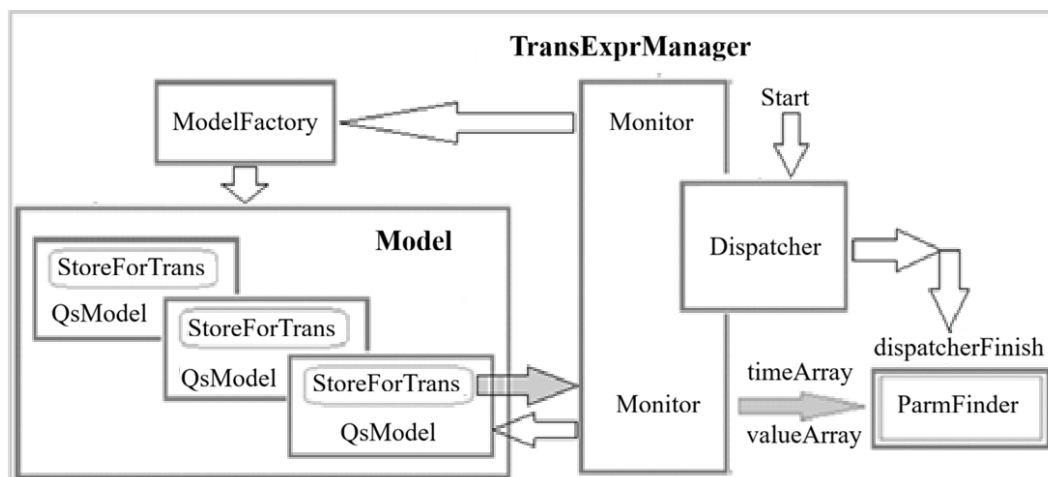 TransExprManager
ModelFactory
Monitor
Start
Model
Dispatcher
StoreForTrans
QsModel
StoreForTrans
QsModel
StoreForTrans
QsModel
Monitor
dispatcherFinish
timeArray
valueArray
ParmFinder